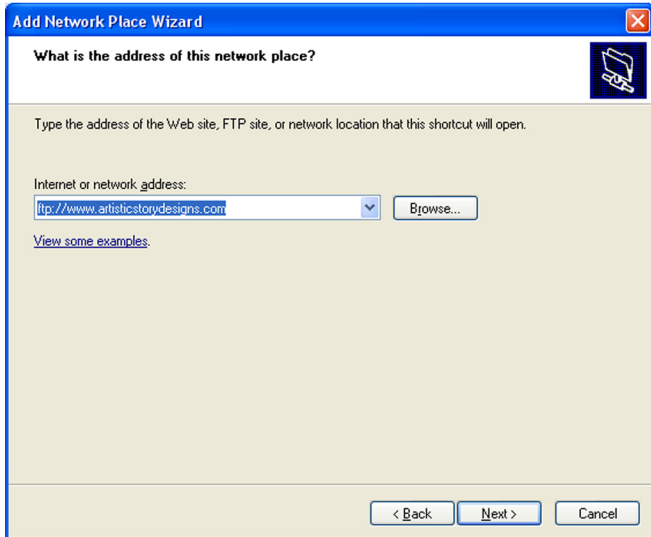 Add Network Place Wizard
What is the address of this network place?
Type the address of the Web site, FTP site, or network location that this shortcut will open.
Internet or network address:
ftp://www.artisticstorydesigns.com
Browse...
View some examples.
< Back Next > Cancel